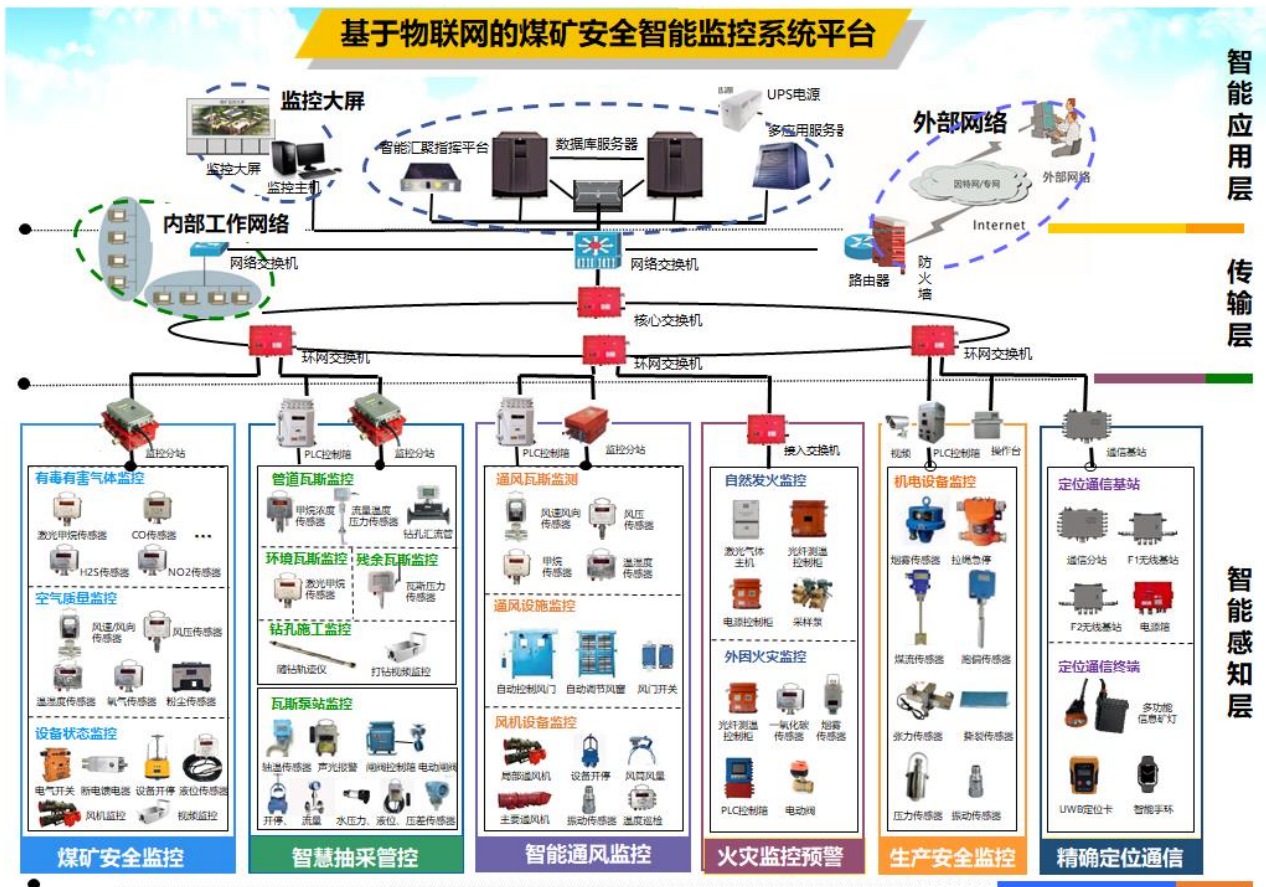 基于物联网的煤矿安全智能监控系统平台
智能应用层
监控大屏
监控大屏
监控主机
智能汇聚指挥平台
数据库服务器
UPS电源
多应用服务器
外部网络
外部网络
因特网/专网
Internet
内部工作网络
网络交换机
网络交换机
路由器
防火墙
传输层
核心交换机
环网交换机
环网交换机
环网交换机
智能感知层
监控分站
有毒有害气体监控
激光甲烷传感器
CO传感器
...
H2S传感器
NO2传感器
空气质量监控
风速/风向
传感器
风压传感器
温湿度传感器
氧气传感器
粉尘传感器
设备状态监控
电气开关
断电馈电器
设备开停
液位传感器
风机监控
视频监控
煤矿安全监控
PLC控制箱
监控分站
管道瓦斯监控
甲烷浓度
传感器
流量温度
压力传感器
钻孔汇流管
环境瓦斯监控
残余瓦斯监控
激光甲烷
传感器
瓦斯压力
传感器
钻孔施工监控
随钻轨迹仪
打钻视频监控
瓦斯泵站监控
轴温传感器
声光报警
闸阀控制箱
电动闸阀
开停、
流量
水压力、液位、压差传感器
智慧抽采管控
PLC控制箱
监控分站
通风瓦斯监测
风速风向
传感器
风压
传感器
甲烷
传感器
温湿度
传感器
通风设施监控
自动控制风门
自动调节风窗
风门开关
风机设备监控
局部通风机
设备开停
风筒风量
主要通风机
振动传感器
温度巡检
智能通风监控
接入交换机
自然发火监控
激光气体
主机
光纤测温
控制柜
电源控制柜
采样泵
外因火灾监控
光纤测温
控制柜
一氧化碳
传感器
烟雾
传感器
PLC控制箱
电动阀
火灾监控预警
视频
PLC控制箱
操作台
机电设备监控
烟雾传感器
拉绳急停
煤流传感器
跑偏传感器
张力传感器
撕裂传感器
压力传感器
振动传感器
生产安全监控
通信基站
定位通信基站
通信分站
F1无线基站
F2无线基站
电源箱
定位通信终端
多功能
信息矿灯
UWB定位卡
智能手环
精确定位通信